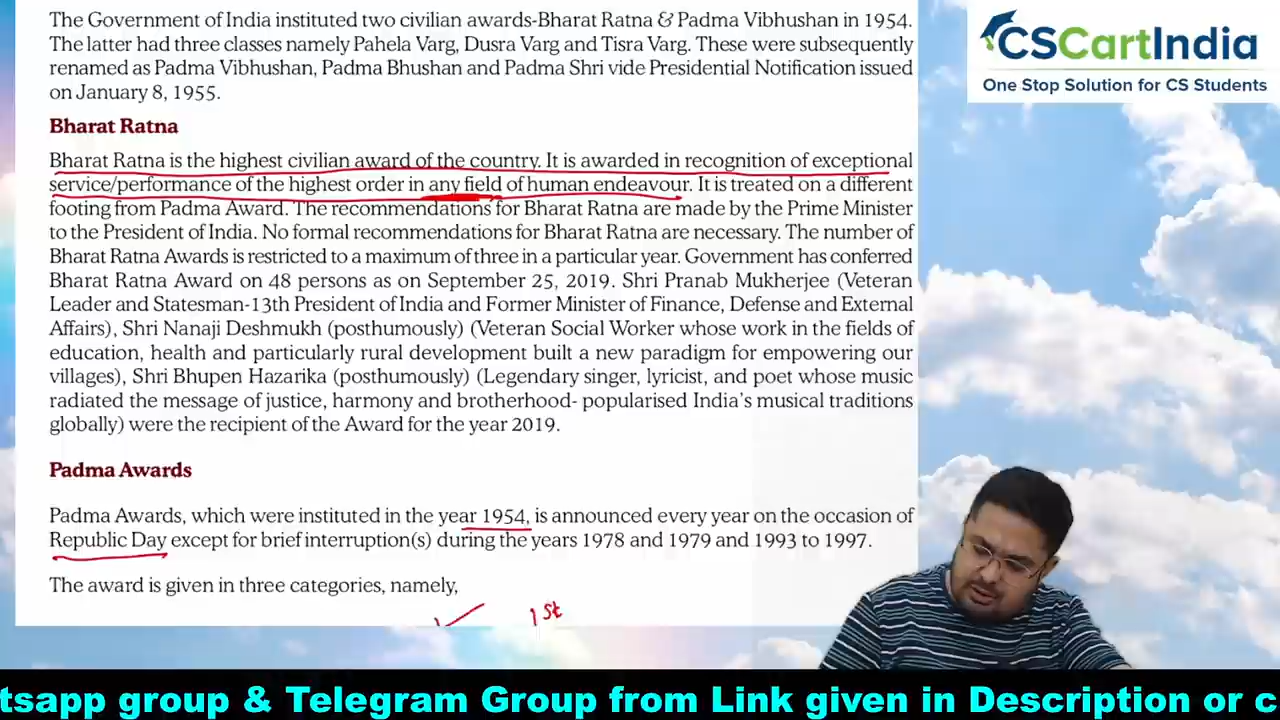 The Government of India instituted two civilian awards-Bharat Ratna & Padma Vibhushan in 1954.
The latter had three classes namely Pahela Varg, Dusra Varg and Tisra Varg. These were subsequently
renamed as Padma Vibhushan, Padma Bhushan and Padma Shri vide Presidential Notification issued
on January 8, 1955.
CSCartIndia
One Stop Solution for CS Students
Bharat Ratna
Bharat Ratna is the highest civilian award of the country. It is awarded in recognition of exceptional
service/performance of the highest order in any field of human endeavour. It is treated on a different
footing from Padma Award. The recommendations for Bharat Ratna are made by the Prime Minister
to the President of India. No formal recommendations for Bharat Ratna are necessary. The number of
Bharat Ratna Awards is restricted to a maximum of three in a particular year. Government has conferred
Bharat Ratna Award on 48 persons as on September 25, 2019. Shri Pranab Mukherjee (Veteran
Leader and Statesman-13th President of India and Former Minister of Finance, Defense and External
Affairs), Shri Nanaji Deshmukh (posthumously) (Veteran Social Worker whose work in the fields of
education, health and particularly rural development built a new paradigm for empowering our
villages), Shri Bhupen Hazarika (posthumously) (Legendary singer, lyricist, and poet whose music
radiated the message of justice, harmony and brotherhood- popularised India's musical traditions
globally) were the recipient of the Award for the year 2019.
Padma Awards
Padma Awards, which were instituted in the year 1954, is announced every year on the occasion of
Republic Day except for brief interruption(s) during the years 1978 and 1979 and 1993 to 1997.
The award is given in three categories, namely,
1st
tsapp group & Telegram Group from Link given in Description or c